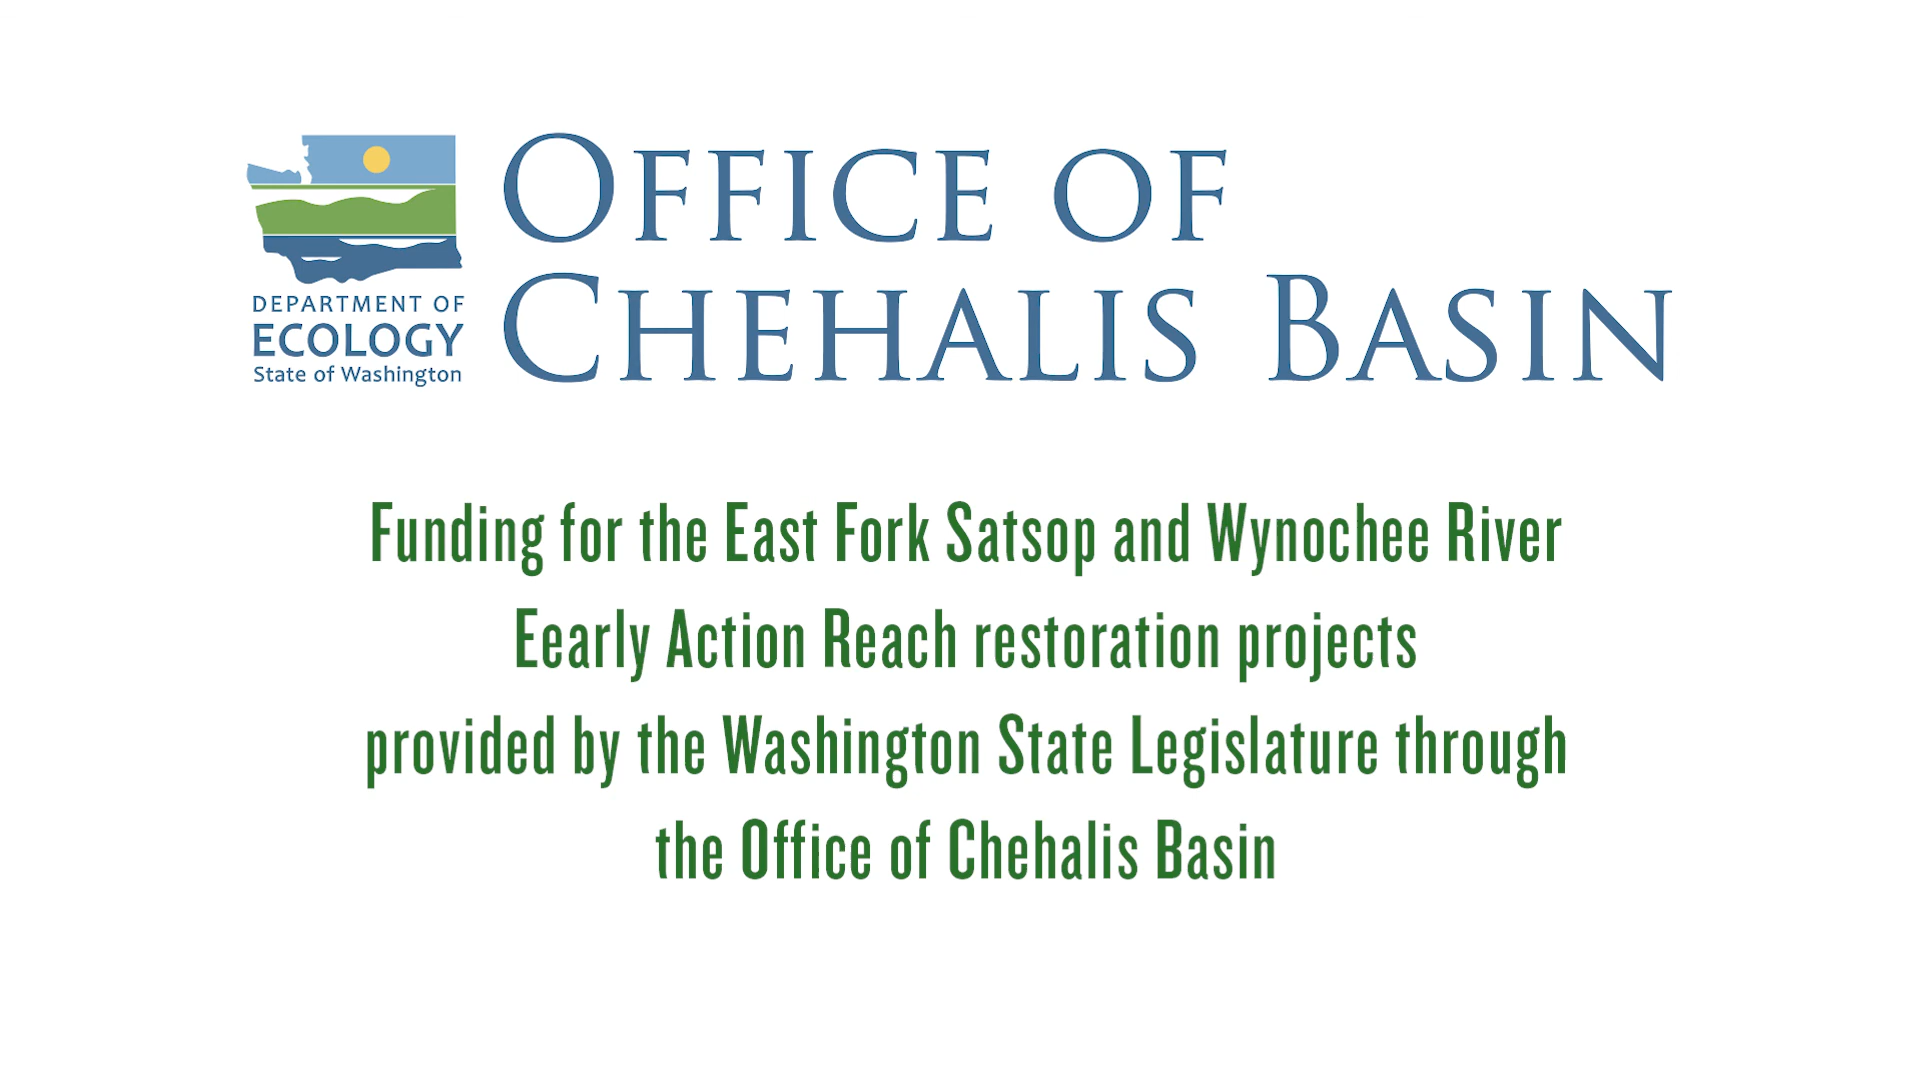 DEPARTMENT OF
ECOLOGY
State of Washington
OFFICE OF
CHEHALIS BASIN
Funding for the East Fork Satsop and Wynochee River
Eearly Action Reach restoration projects
provided by the Washington State Legislature through
the Office of Chehalis Basin